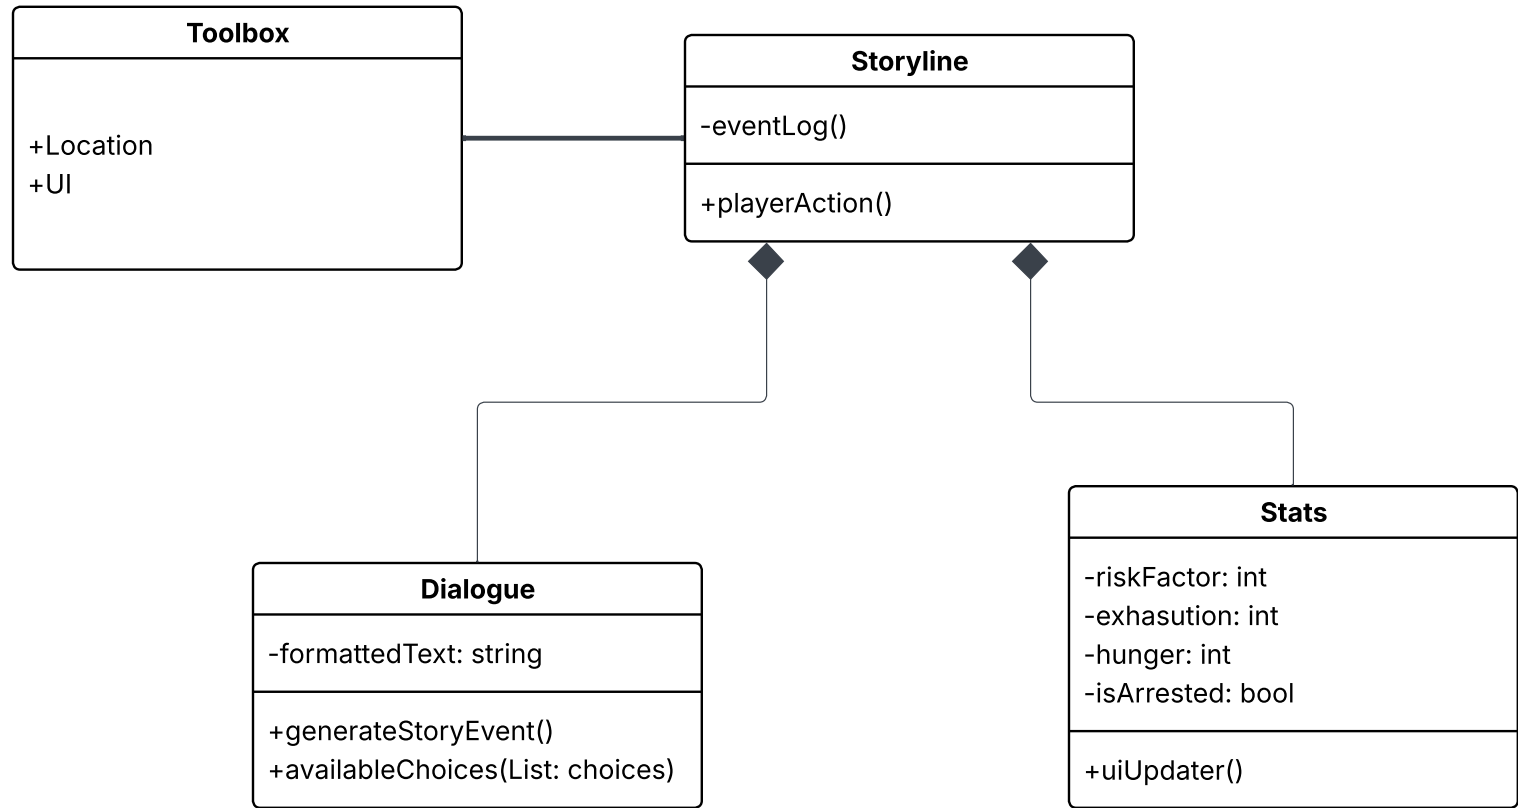 Toolbox
+Location
+UI
Storyline
-eventLog()
+playerAction()
Dialogue
-formattedText: string
+generateStoryEvent()
+availableChoices(List: choices)
Stats
-riskFactor: int
-exhasution: int
-hunger: int
-isArrested: bool
+uiUpdater()